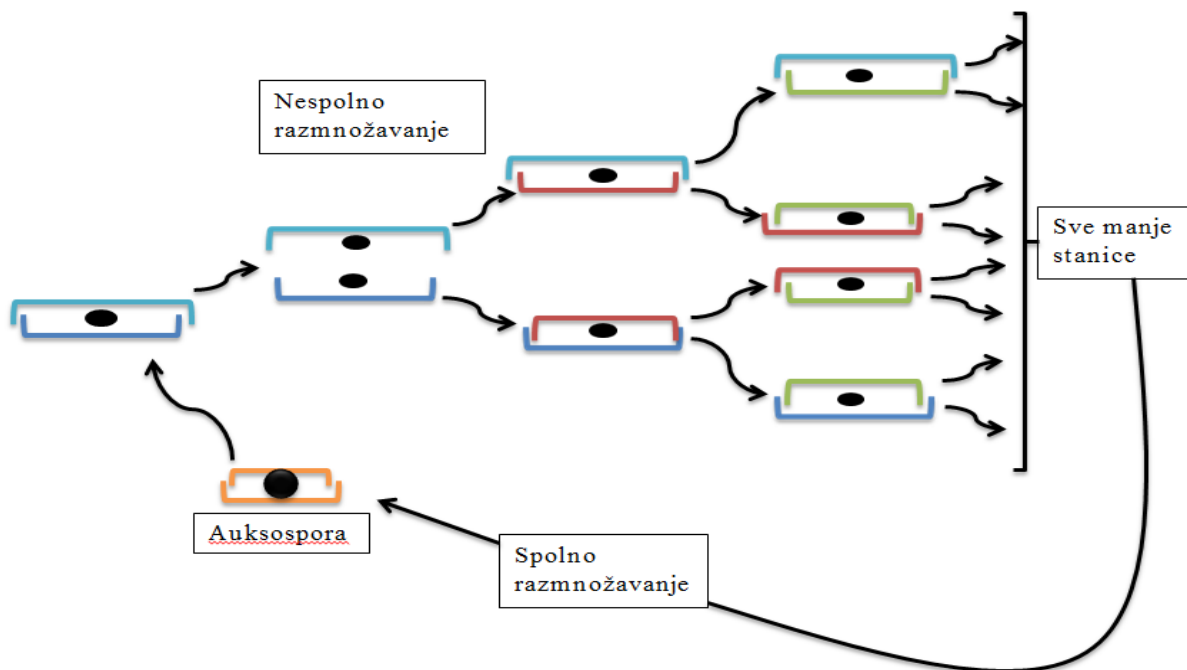 Nespolno
razmnožavanje
Sve manje
stanice
Auksospora
Spolno
razmnožavanje